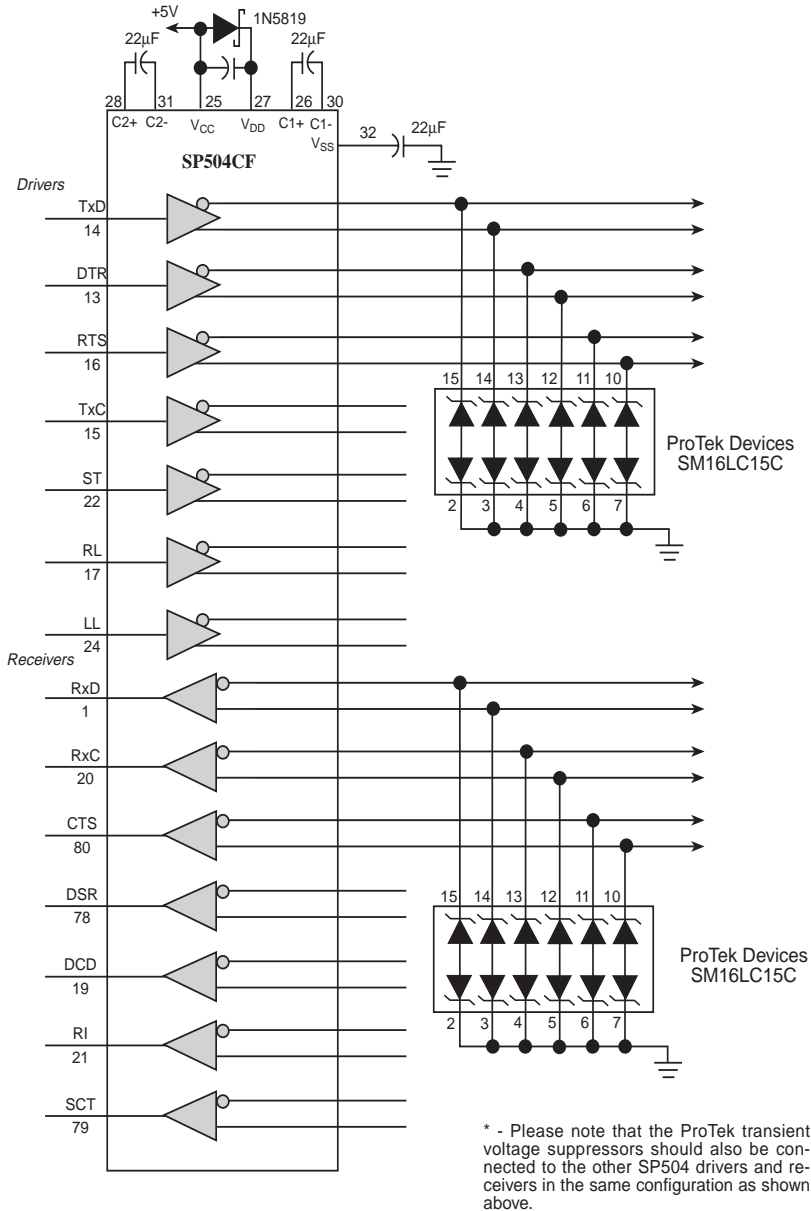 +5V
1N5819
22µF
22µF
28 31 25 27 26 30
C2+ C2- VCC VDD C1+ C1-
VSS
32
22µF
SP504CF
Drivers
TxD
14
DTR
13
RTS
16
TxC
15
ST
22
RL
17
LL
24
15 14 13 12 11 10
2 3 4 5 6 7
ProTek Devices
SM16LC15C
Receivers
RxD
1
RxC
20
CTS
80
DSR
78
DCD
19
RI
21
SCT
79
15 14 13 12 11 10
2 3 4 5 6 7
ProTek Devices
SM16LC15C
* - Please note that the ProTek transient
voltage suppressors should also be con-
nected to the other SP504 drivers and re-
ceivers in the same configuration as shown
above.